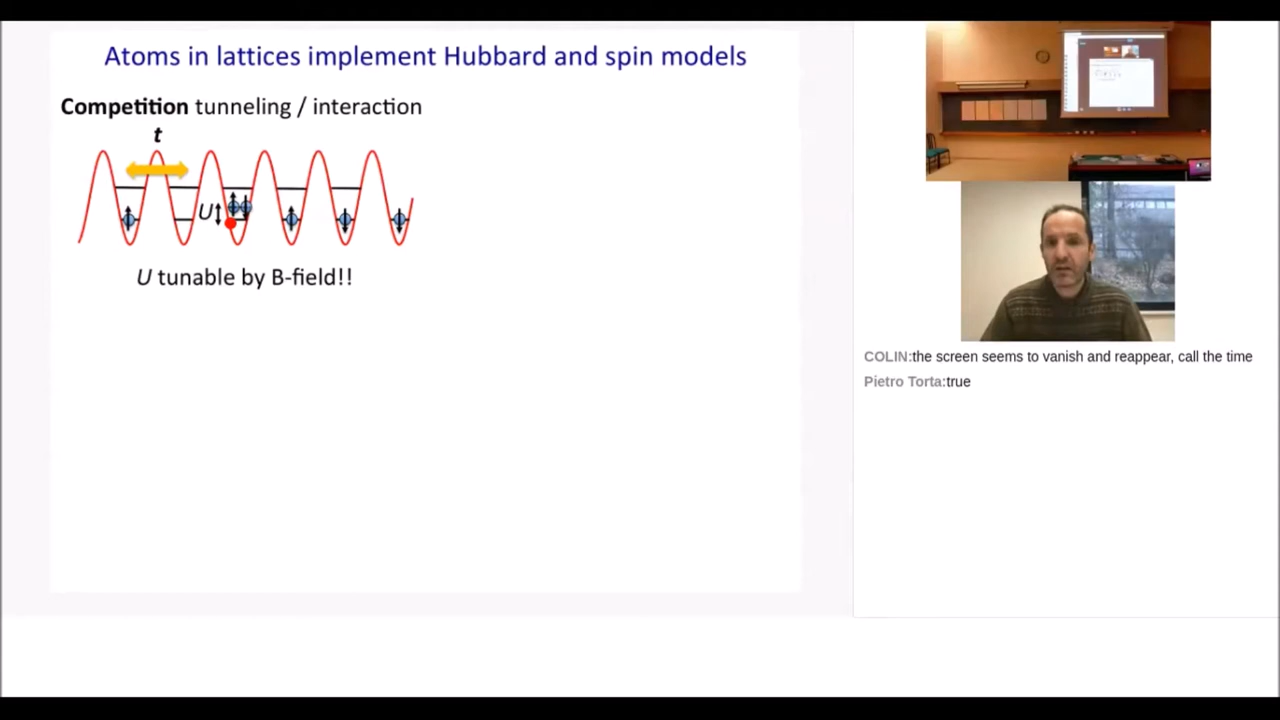 Atoms in lattices implement Hubbard and spin models
Competition tunneling / interaction
t
U
U tunable by B-field!!
COLIN:the screen seems to vanish and reappear, call the time
Pietro Torta:true